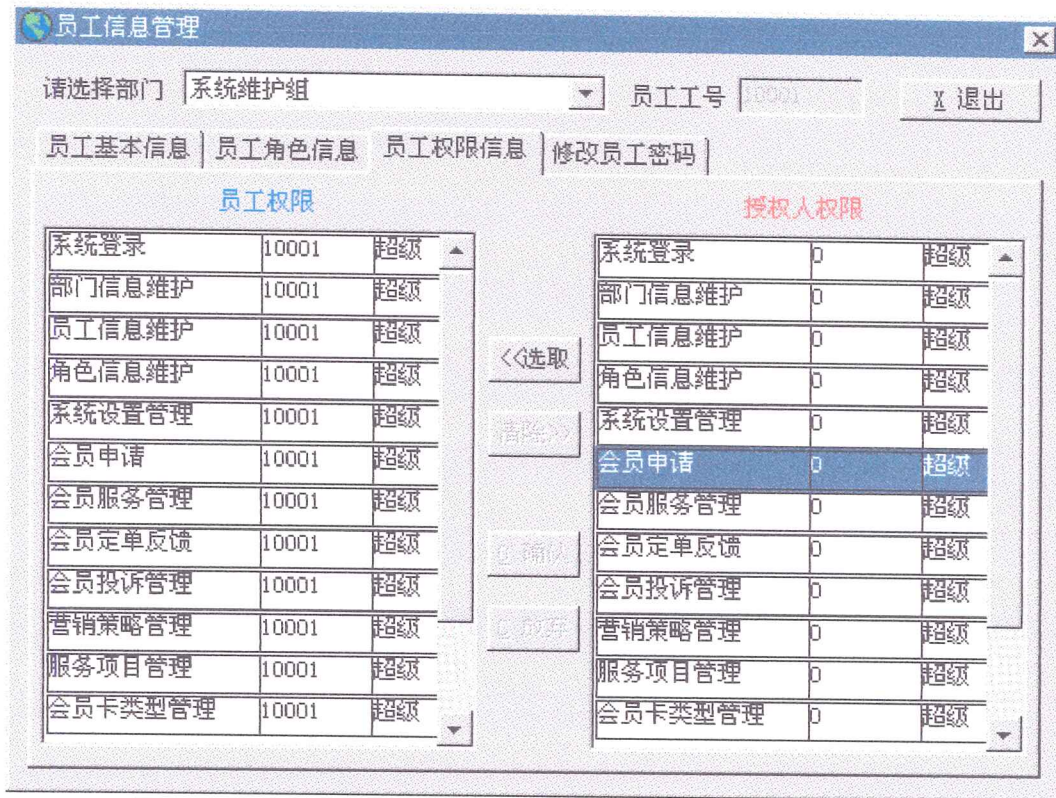 员工信息管理
请选择部门 系统维护组 员工工号 10001 X 退出
员工基本信息 员工角色信息 员工权限信息 修改员工密码
员工权限 授权人权限
系统登录 10001 超级 系统登录 0 超级
部门信息维护 10001 超级 部门信息维护 0 超级
员工信息维护 10001 超级 员工信息维护 0 超级
<<选取
角色信息维护 10001 超级 角色信息维护 0 超级
系统设置管理 10001 超级 清除>> 系统设置管理 0 超级
会员申请 10001 超级 会员申请 0 超级
会员服务管理 10001 超级 会员服务管理 0 超级
会员定单反馈 10001 超级 确认 会员定单反馈 0 超级
会员投诉管理 10001 超级 会员投诉管理 0 超级
营销策略管理 10001 超级 放弃 营销策略管理 0 超级
服务项目管理 10001 超级 服务项目管理 0 超级
会员卡类型管理 10001 超级 会员卡类型管理 0 超级